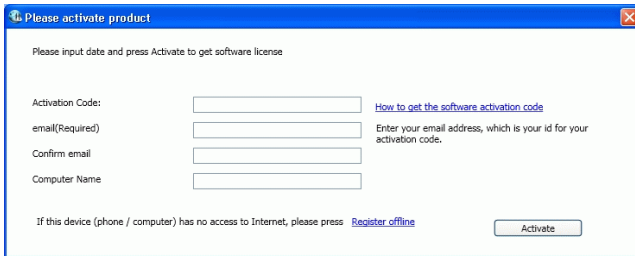 Please activate product
Please input date and press Activate to get software license
Activation Code:
How to get the software activation code
email(Required)
Enter your email address, which is your id for your
activation code.
Confirm email
Computer Name
If this device (phone / computer) has no access to Internet, please press Register offline
Activate